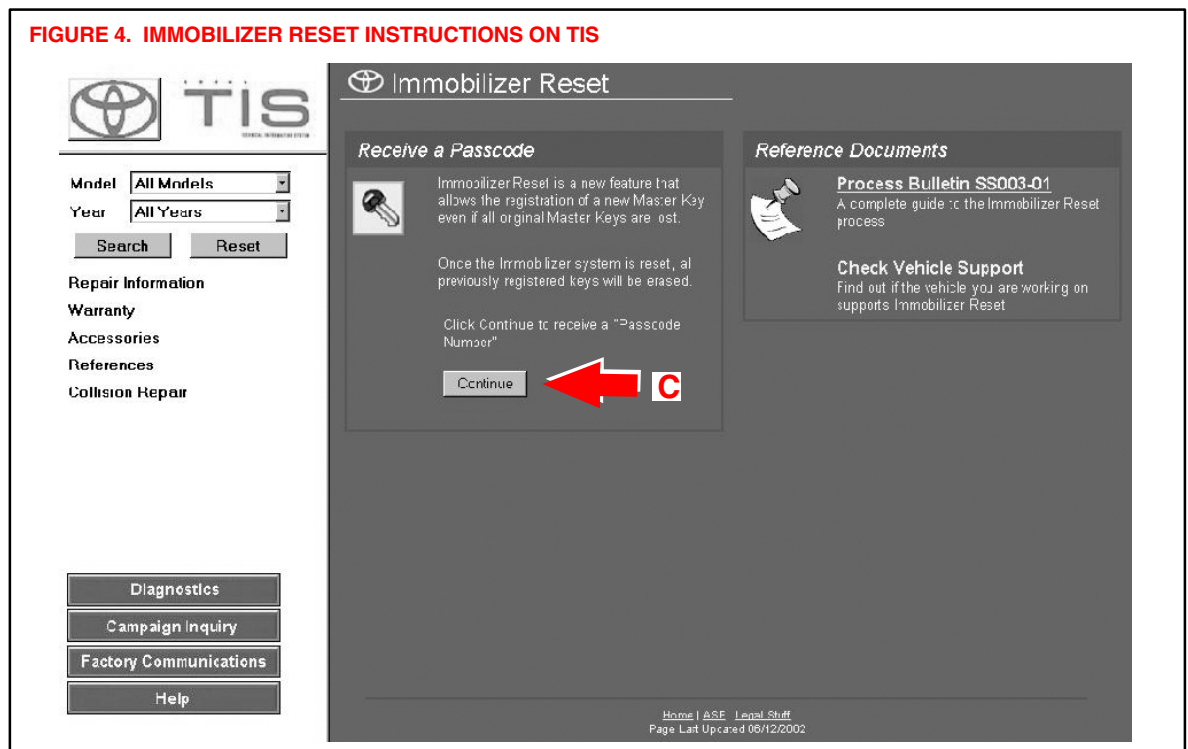 FIGURE 4. IMMOBILIZER RESET INSTRUCTIONS ON TIS
TIS
Model All Models
Year All Years
Search Reset
Repair Information
Warranty
Accessories
References
Collision Repair
Diagnostics
Campaign Inquiry
Factory Communications
Help
Immobilizer Reset
Receive a Passcode
Immobilizer Reset is a new feature that
allows the registration of a new Master Key
even if all orginal Master Keys are lost.
Once the Immobilizer system is reset, al
previously registered keys will be erased.
Click Continue to receive a "Passcode
Number"
Continue
C
Reference Documents
Process Bulletin SS003-01
A complete guide to the Immobilizer Reset
process
Check Vehicle Support
Find out if the vehicle you are working on
supports Immobilizer Reset
Home | ASE Legal Stuff
Page Last Updated 06/12/2002